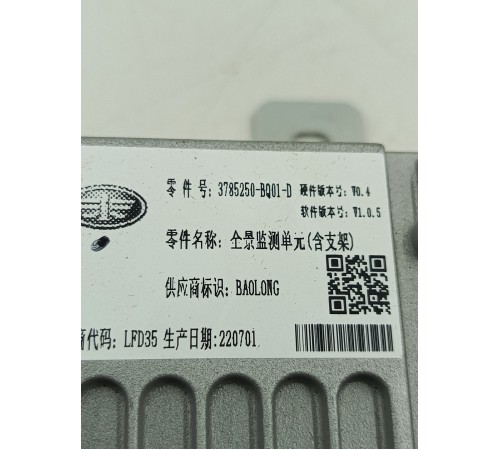 零件号: 3785250-BQ01-D 硬件版本号: V0.4
软件版本号: V1.0.5
零件名称: 全景监测单元(含支架)
供应商标识: BAOLONG
商代码: LFD35 生产日期:220701